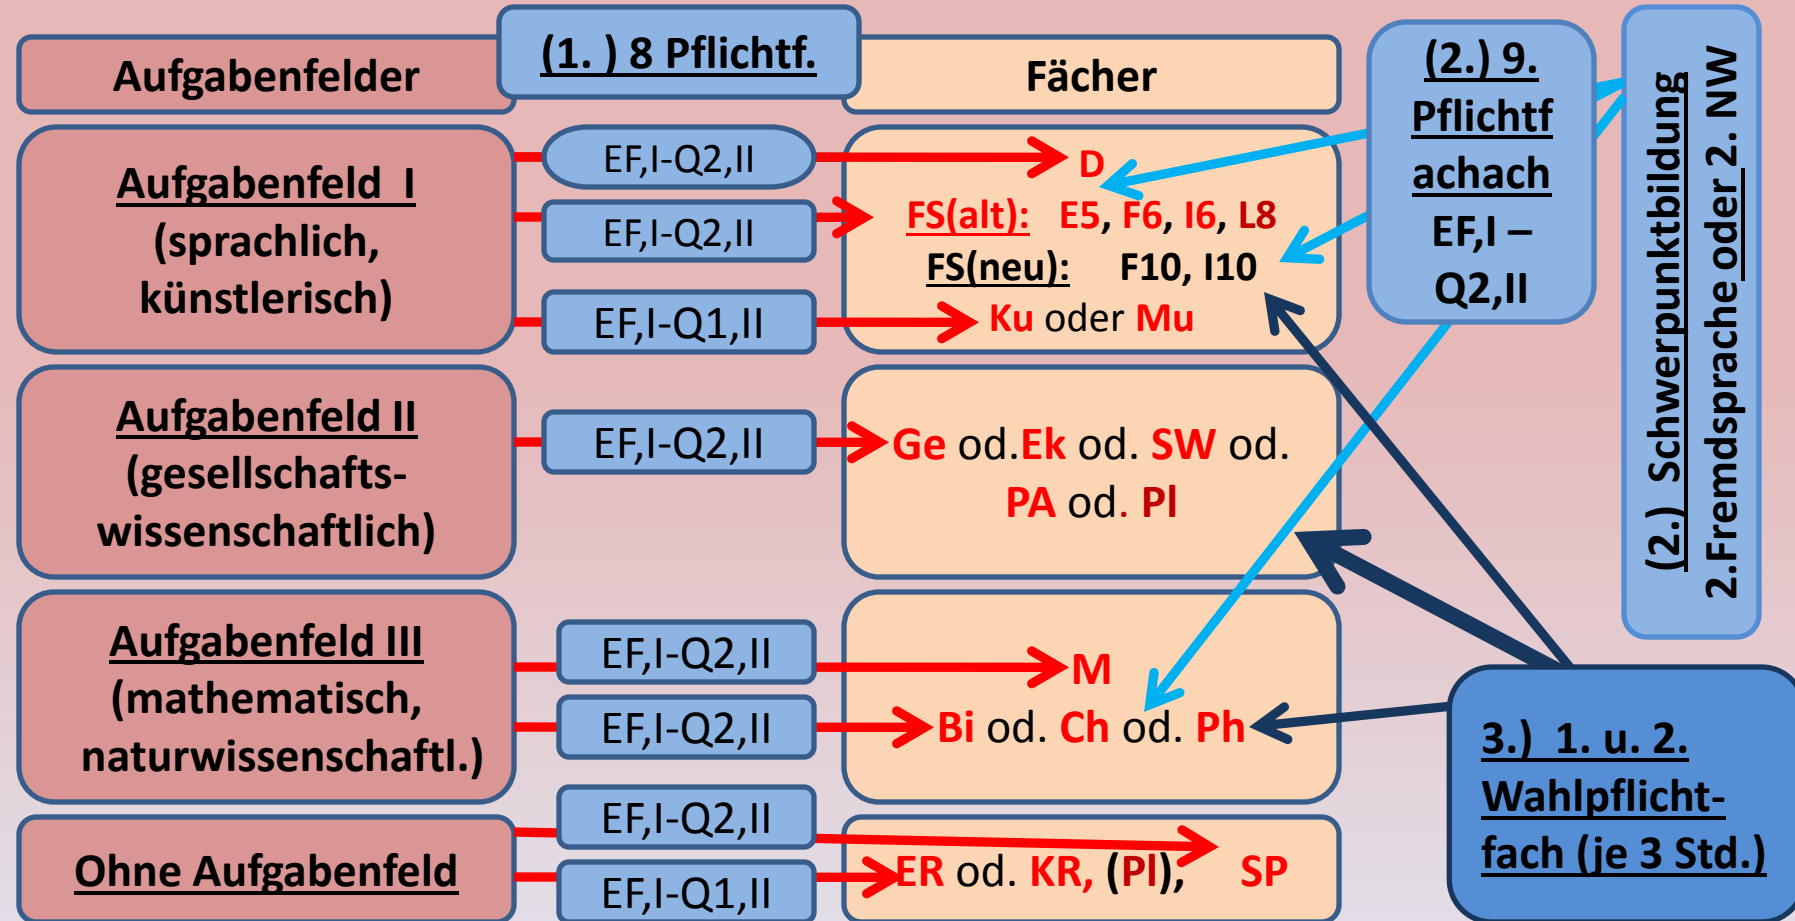 (1. ) 8 Pflichtf.
Aufgabenfelder
Fächer
Aufgabenfeld I
(sprachlich,
künstlerisch)
EF,I-Q2,II
EF,I-Q2,II
EF,I-Q1,II
D
FS(alt): E5, F6, I6, L8
FS(neu): F10, I10
Ku oder Mu
Aufgabenfeld II
(gesellschafts-
wissenschaftlich)
EF,I-Q2,II
Ge od.Ek od. SW od.
PA od. Pl
Aufgabenfeld III
(mathematisch,
naturwissenschaftl.)
EF,I-Q2,II
EF,I-Q2,II
M
Bi od. Ch od. Ph
Ohne Aufgabenfeld
EF,I-Q2,II
EF,I-Q1,II
ER od. KR, (Pl), SP
(2.) 9.
Pflichtf
achach
EF,I –
Q2,II
(2.) Schwerpunktbildung
2.Fremdsprache oder 2. NW
3.) 1. u. 2.
Wahlpflicht-
fach (je 3 Std.)